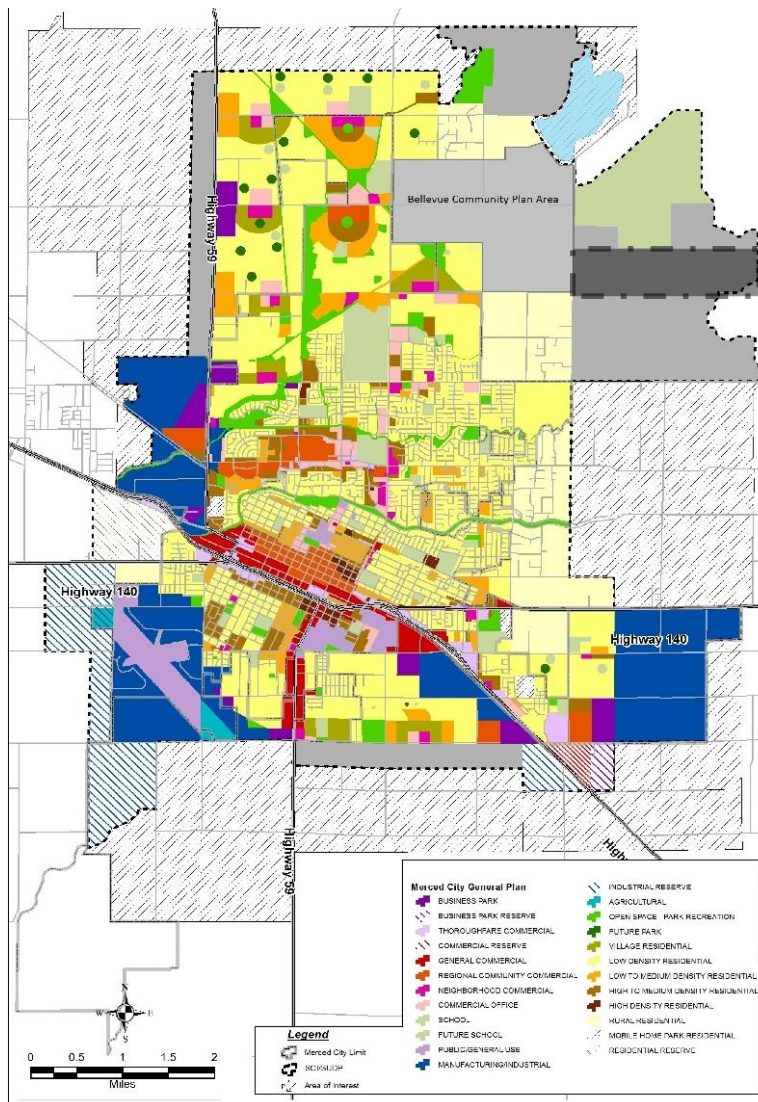 Bellevue Community Plan Area
Highway 59
Highway 140
Highway 140
Highway 59
Merced City General Plan
BUSINESS PARK
BUSINESS PARK RESERVE
THOROUGHFARE COMMERCIAL
COMMERCIAL RESERVE
GENERAL COMMERCIAL
REGIONAL COMMUNITY COMMERCIAL
NEIGHBORHOOD COMMERCIAL
COMMERCIAL OFFICE
SCHOOL
FUTURE SCHOOL
PUBLIC/GENERAL USE
MANUFACTURING/INDUSTRIAL
INDUSTRIAL RESERVE
AGRICULTURAL
OPEN SPACE - PARK RECREATION
FUTURE PARK
VILLAGE RESIDENTIAL
LOW DENSITY RESIDENTIAL
LOW TO MEDIUM DENSITY RESIDENTIAL
HIGH TO MEDIUM DENSITY RESIDENTIAL
HIGH DENSITY RESIDENTIAL
RURAL RESIDENTIAL
MOBILE HOME PARK RESIDENTIAL
RESIDENTIAL RESERVE
Legend
Merced City Limit
Area of Interest
N
W E
S
0 0.5 1 2
Miles